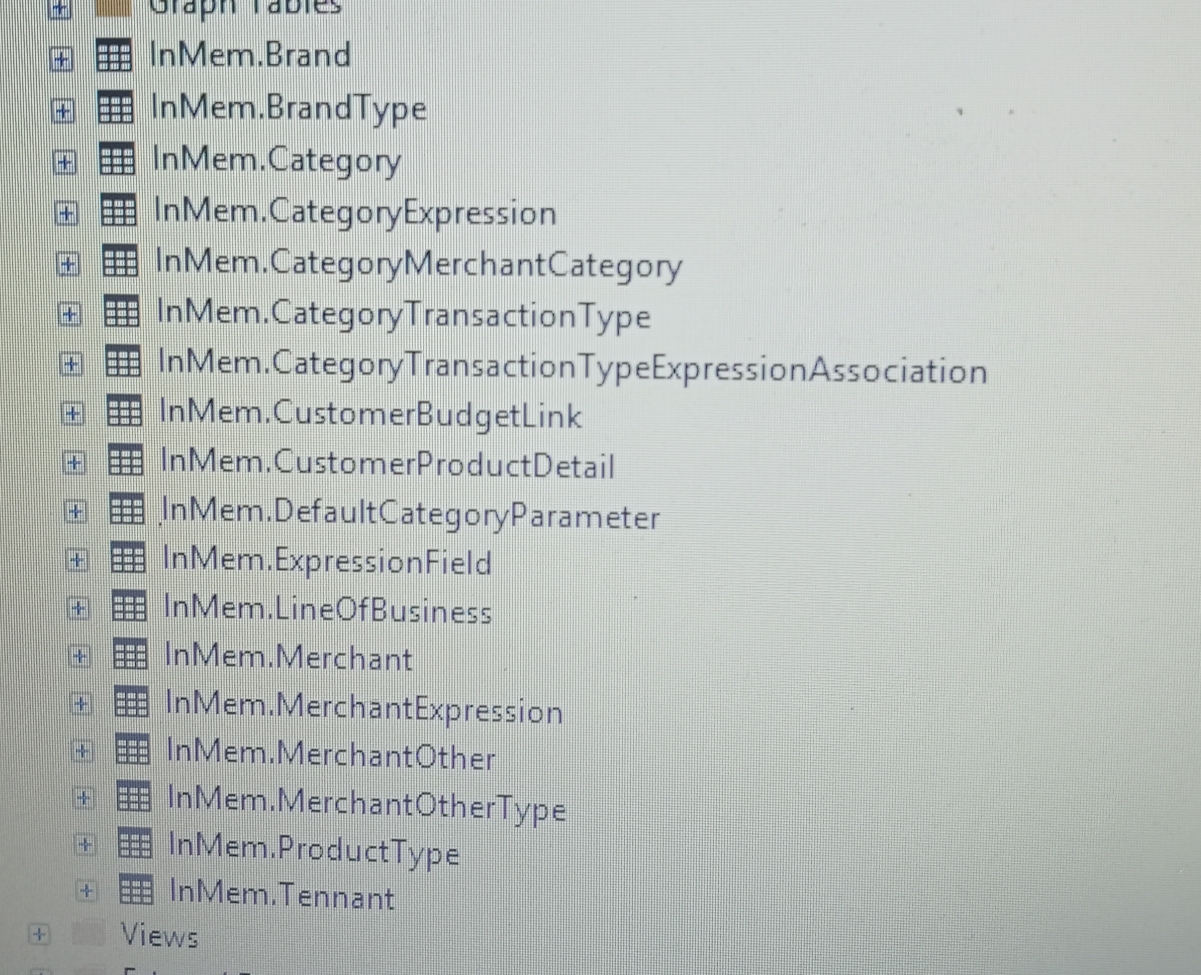 Graph Tables
InMem.Brand
InMem.BrandType
InMem.Category
InMem.CategoryExpression
InMem.CategoryMerchantCategory
InMem.CategoryTransactionType
InMem.CategoryTransactionTypeExpressionAssociation
InMem.CustomerBudgetLink
InMem.CustomerProductDetail
InMem.DefaultCategoryParameter
InMem.ExpressionField
InMem.LineOfBusiness
InMem.Merchant
InMem.MerchantExpression
InMem.MerchantOther
InMem.MerchantOtherType
InMem.ProductType
InMem.Tennant
Views